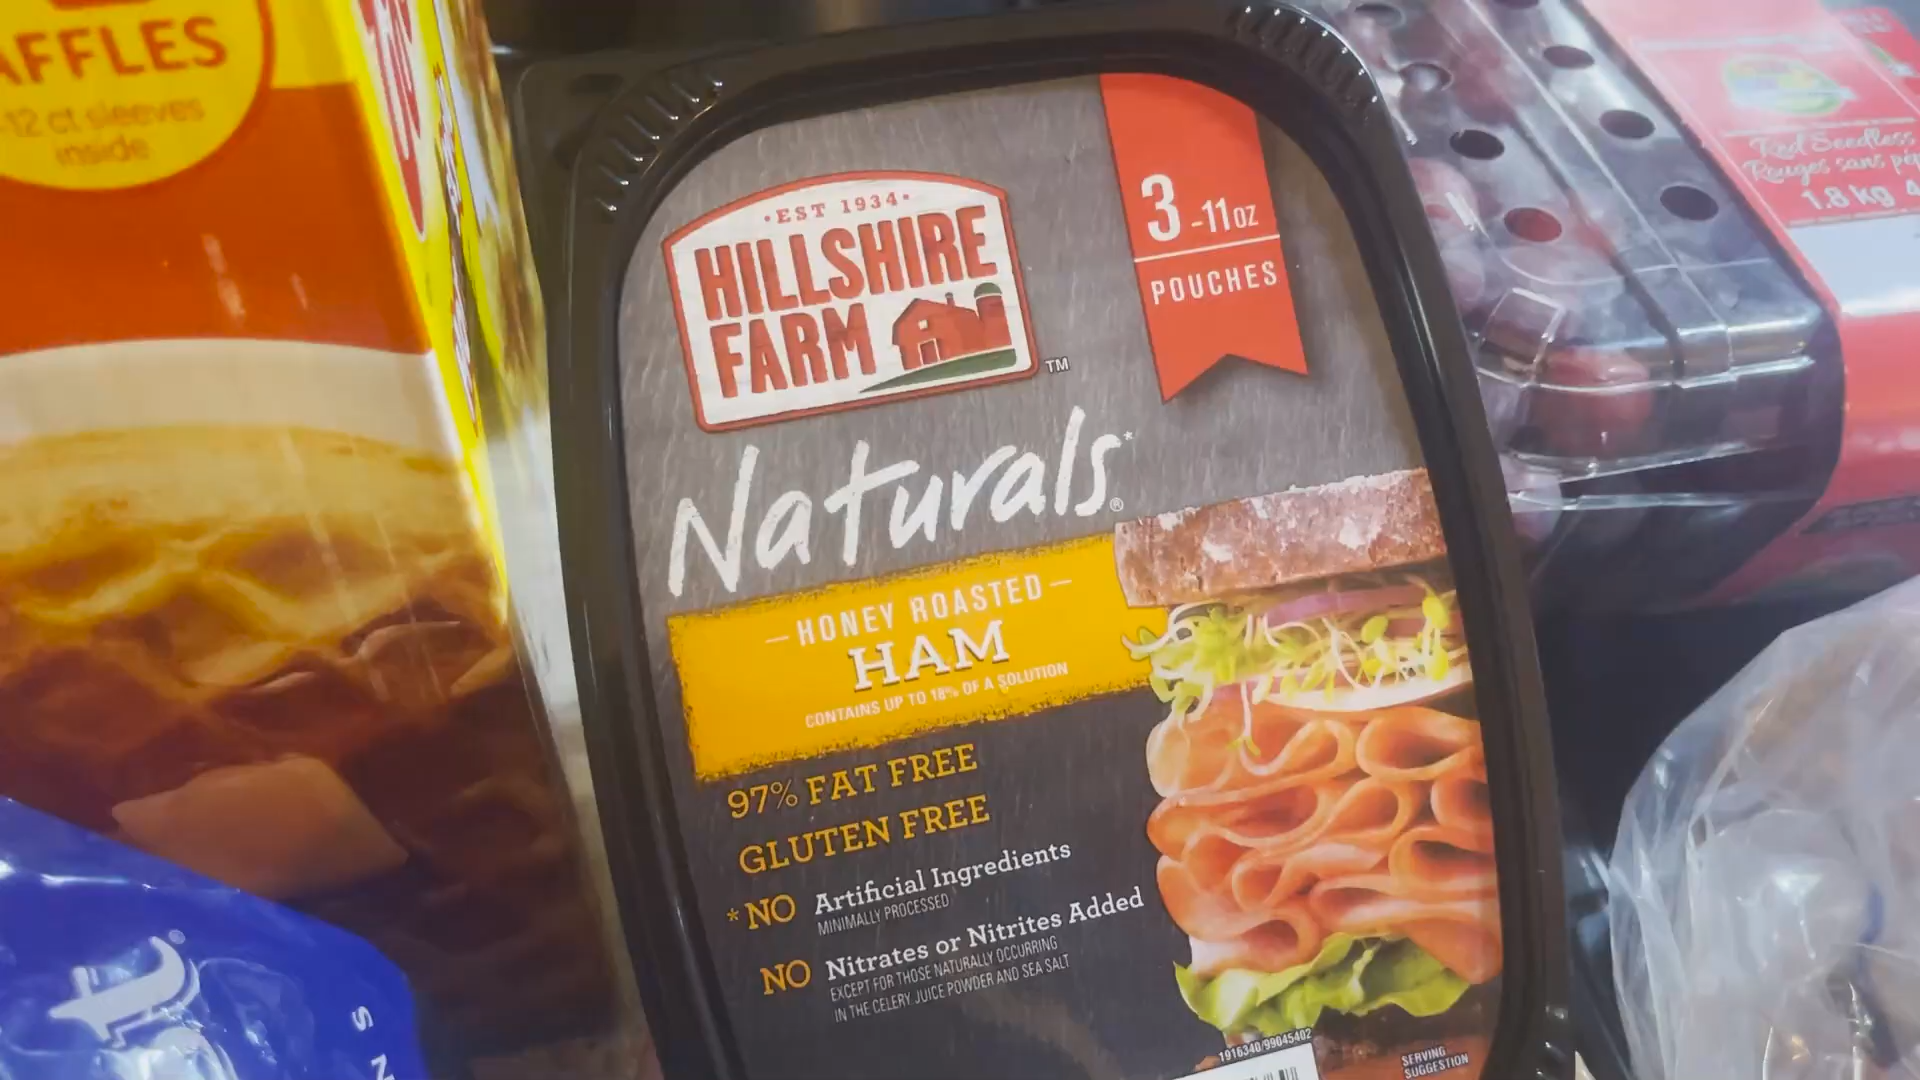 AFFLES
-12 ct sleeves
inside
·EST 1934·
HILLSHIRE
FARM
TM
3-11OZ
POUCHES
Naturals*®
—HONEY ROASTED—
HAM
CONTAINS UP TO 18% OF A SOLUTION
97% FAT FREE
GLUTEN FREE
*NO Artificial Ingredients
MINIMALLY PROCESSED
NO Nitrates or Nitrites Added
EXCEPT FOR THOSE NATURALLY OCCURRING
IN THE CELERY JUICE POWDER AND SEA SALT
1916340/99045402
SERVING
SUGGESTION
Red Seedless
Rouges sans pép
1.8 kg 4